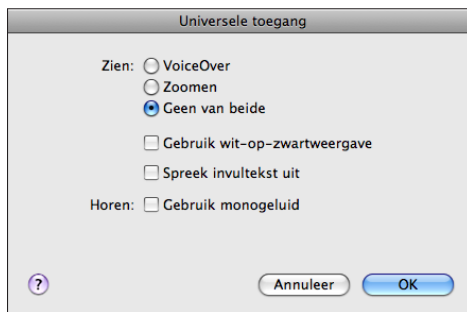 Universele toegang
Zien: VoiceOver
Zoomen
Geen van beide
Gebruik wit-op-zwartweergave
Spreek invultekst uit
Horen: Gebruik monogeluid
? Annuleer OK